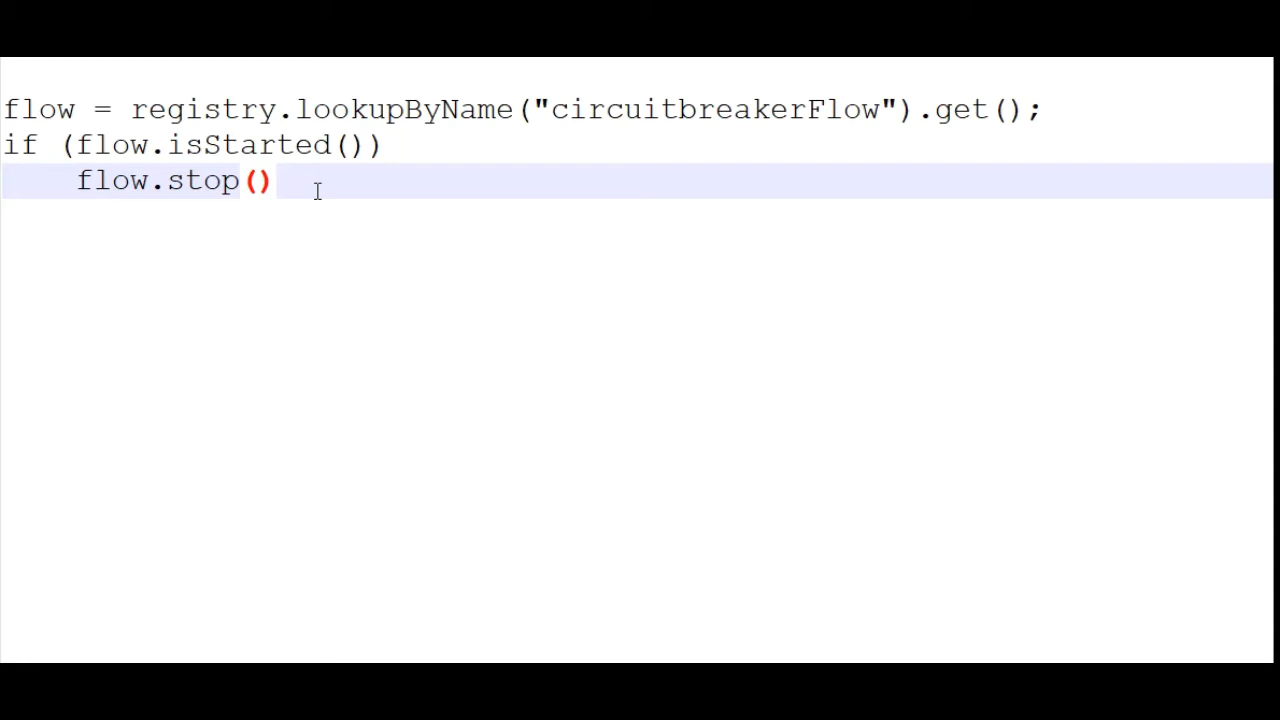 flow = registry.lookupByName("circuitbreakerFlow").get();
if (flow.isStarted())
    flow.stop()